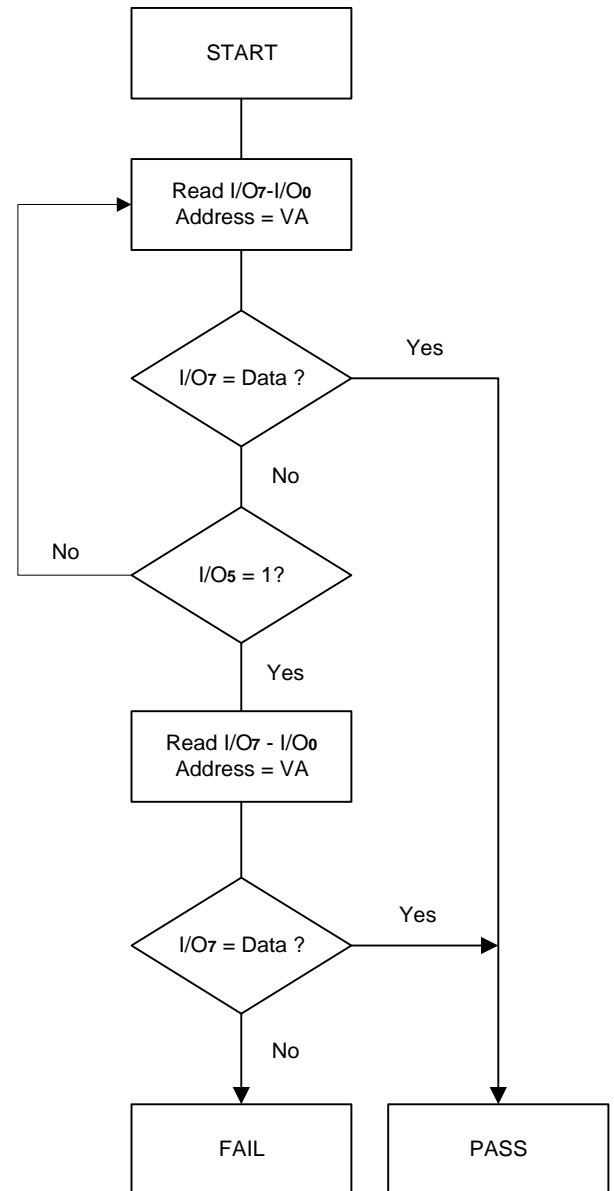 START
Read I/O7-I/O0
Address = VA
I/O7 = Data ?
Yes
No
I/O5 = 1?
No
Yes
Read I/O7 - I/O0
Address = VA
I/O7 = Data ?
Yes
No
FAIL
PASS